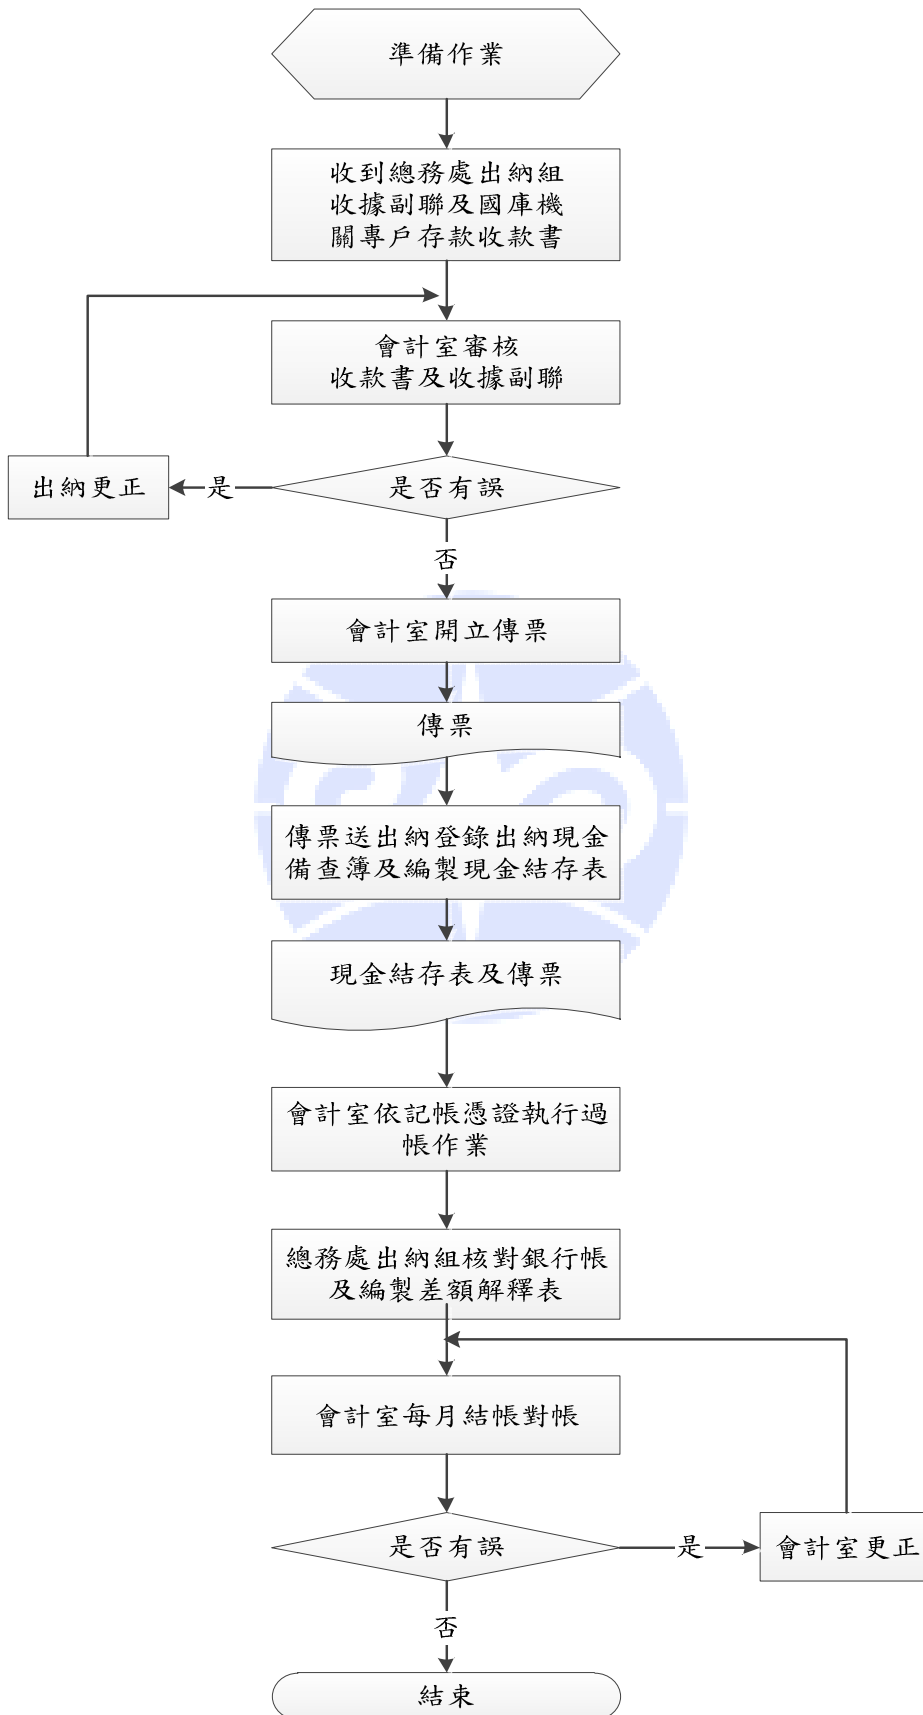 準備作業
收到總務處出納組
收據副聯及國庫機
關專戶存款收款書
會計室審核
收款書及收據副聯
出納更正
是
是否有誤
否
會計室開立傳票
傳票
傳票送出納登錄出納現金
備查簿及編製現金結存表
現金結存表及傳票
會計室依記帳憑證執行過
帳作業
總務處出納組核對銀行帳
及編製差額解釋表
會計室每月結帳對帳
是否有誤
是
會計室更正
否
結束